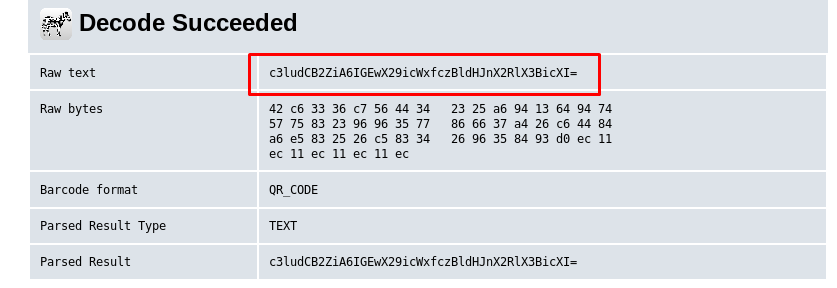 Decode Succeeded
Raw text c3ludCB2ZiA6IGEwX29icWxfczBldHJnX2RlX3BicXI=
Raw bytes 42 c6 33 36 c7 56 44 34 23 25 a6 94 13 64 94 74
57 75 83 23 96 96 35 77 86 66 37 a4 26 c6 44 84
a6 e5 83 25 26 c5 83 34 26 96 35 84 93 d0 ec 11
ec 11 ec 11 ec 11 ec
Barcode format QR_CODE
Parsed Result Type TEXT
Parsed Result c3ludCB2ZiA6IGEwX29icWxfczBldHJnX2RlX3BicXI=